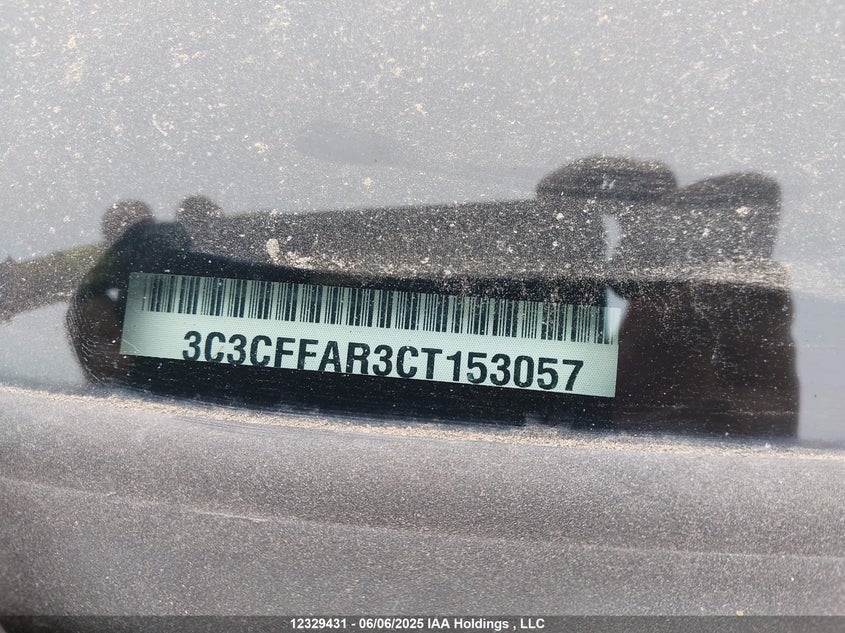 3C3CFFAR3CT153057
12329431 - 06/06/2025 IAA Holdings , LLC